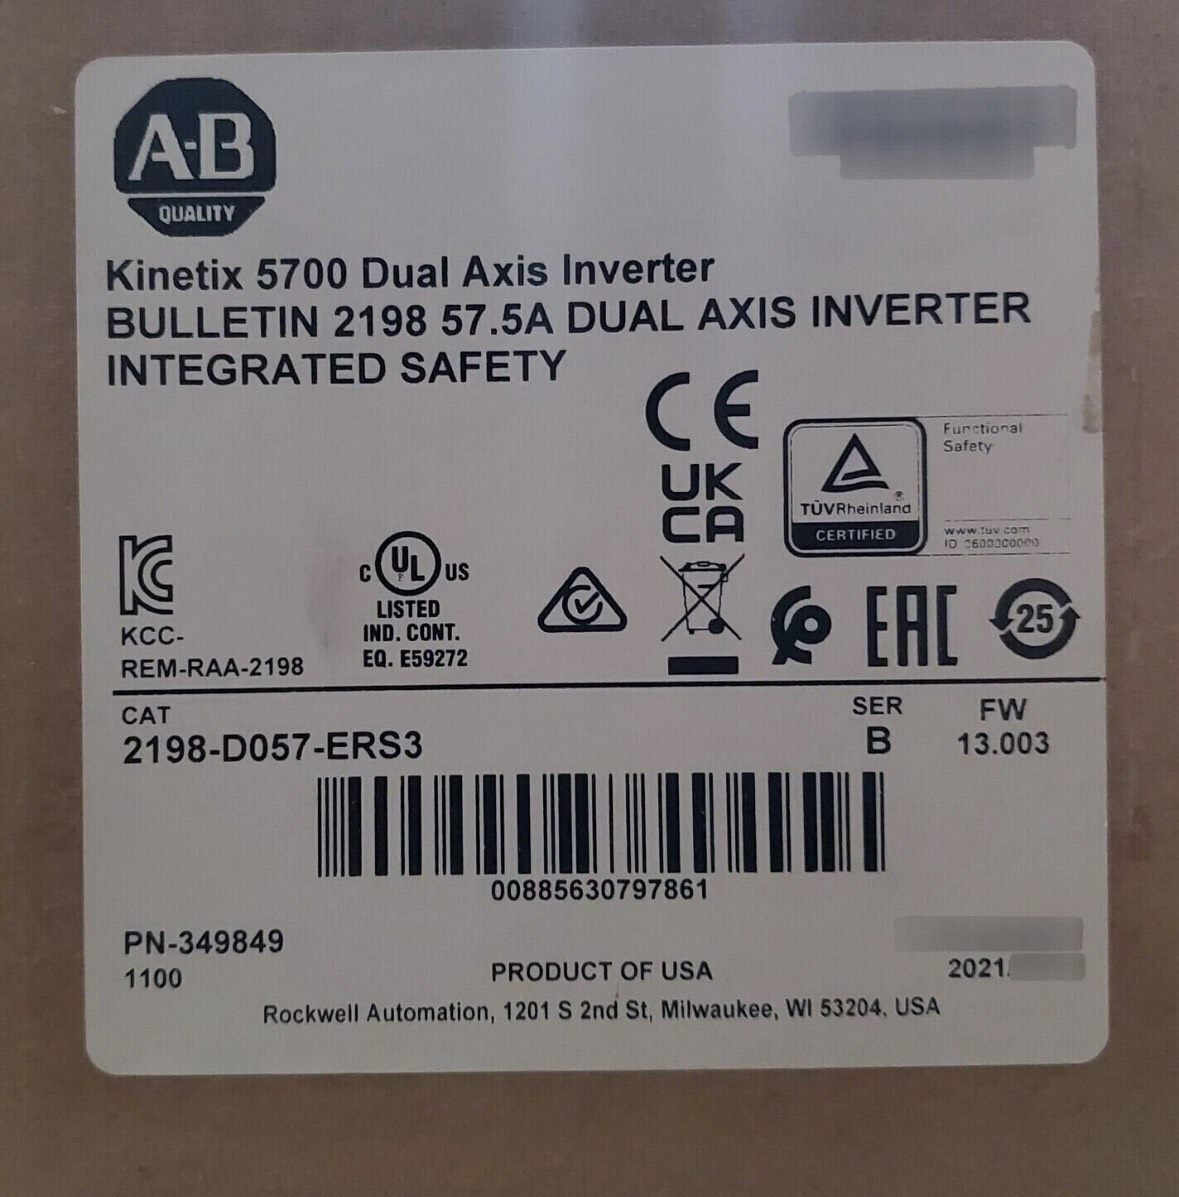 A-B
QUALITY
Kinetix 5700 Dual Axis Inverter
BULLETIN 2198 57.5A DUAL AXIS INVERTER
INTEGRATED SAFETY
CE
UK
CA
TÜVRheinland
®
CERTIFIED
Functional
Safety
www.tuv.com
ID
KC
KCC-
REM-RAA-2198
C UL US
LISTED
IND. CONT.
EQ. E59272
EAC
25
CAT
2198-D057-ERS3
SER
B
FW
13.003
00885630797861
PN-349849
1100
PRODUCT OF USA
2021.
Rockwell Automation, 1201 S 2nd St, Milwaukee, WI 53204, USA